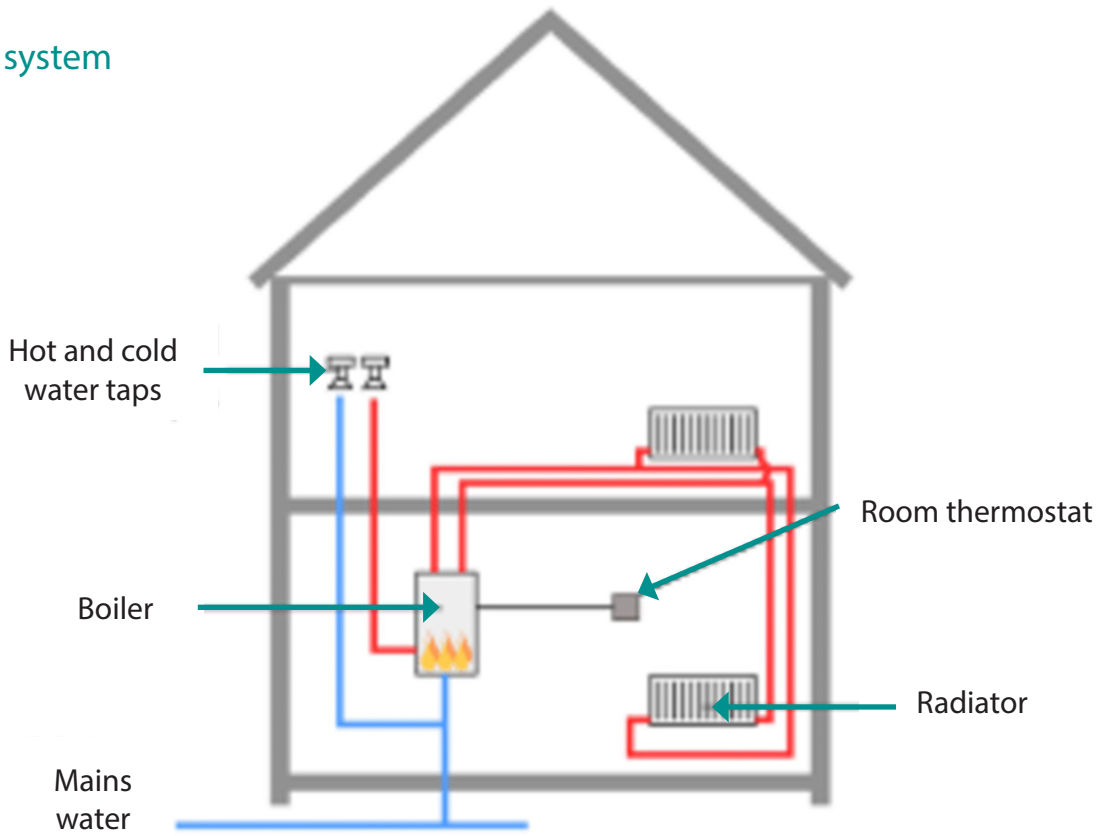 system
Hot and cold
water taps
Room thermostat
Boiler
Radiator
Mains
water